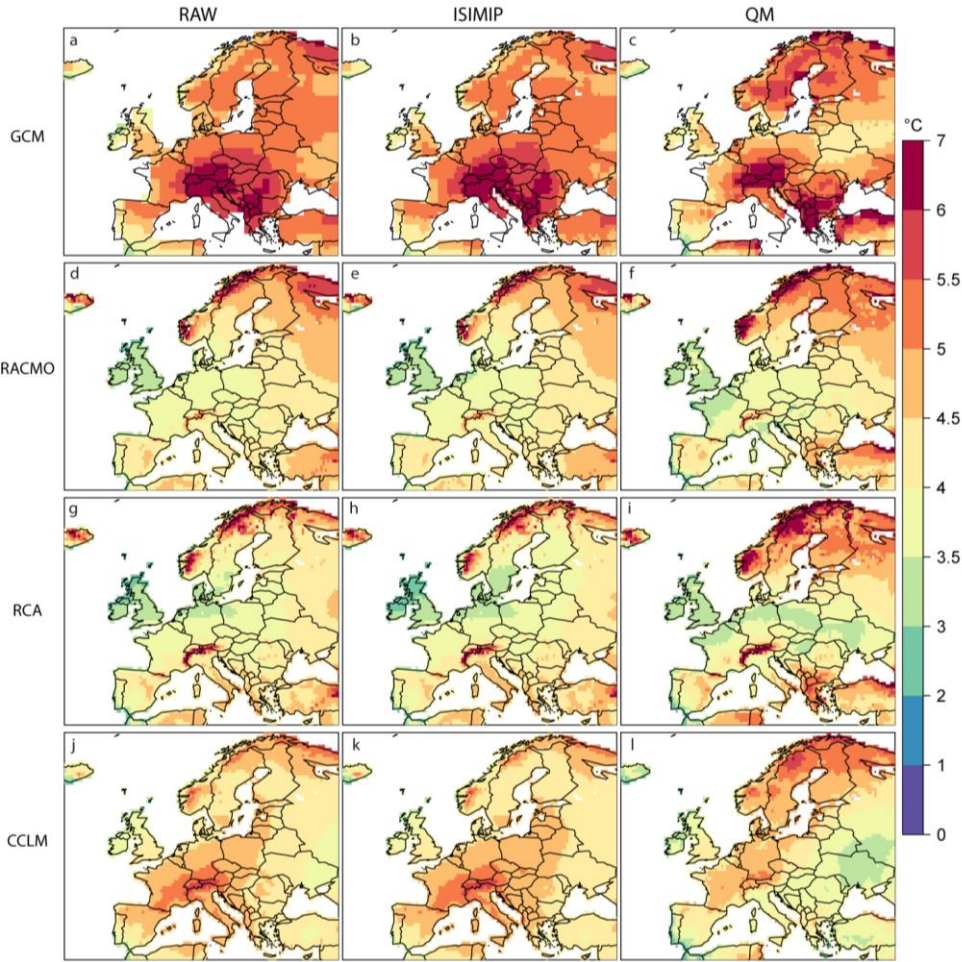 RAW ISIMIP QM
a b c
GCM
°C
7
6
5.5
5
4.5
4
3.5
3
2
1
0
d e f
RACMO
g h i
RCA
j k l
CCLM